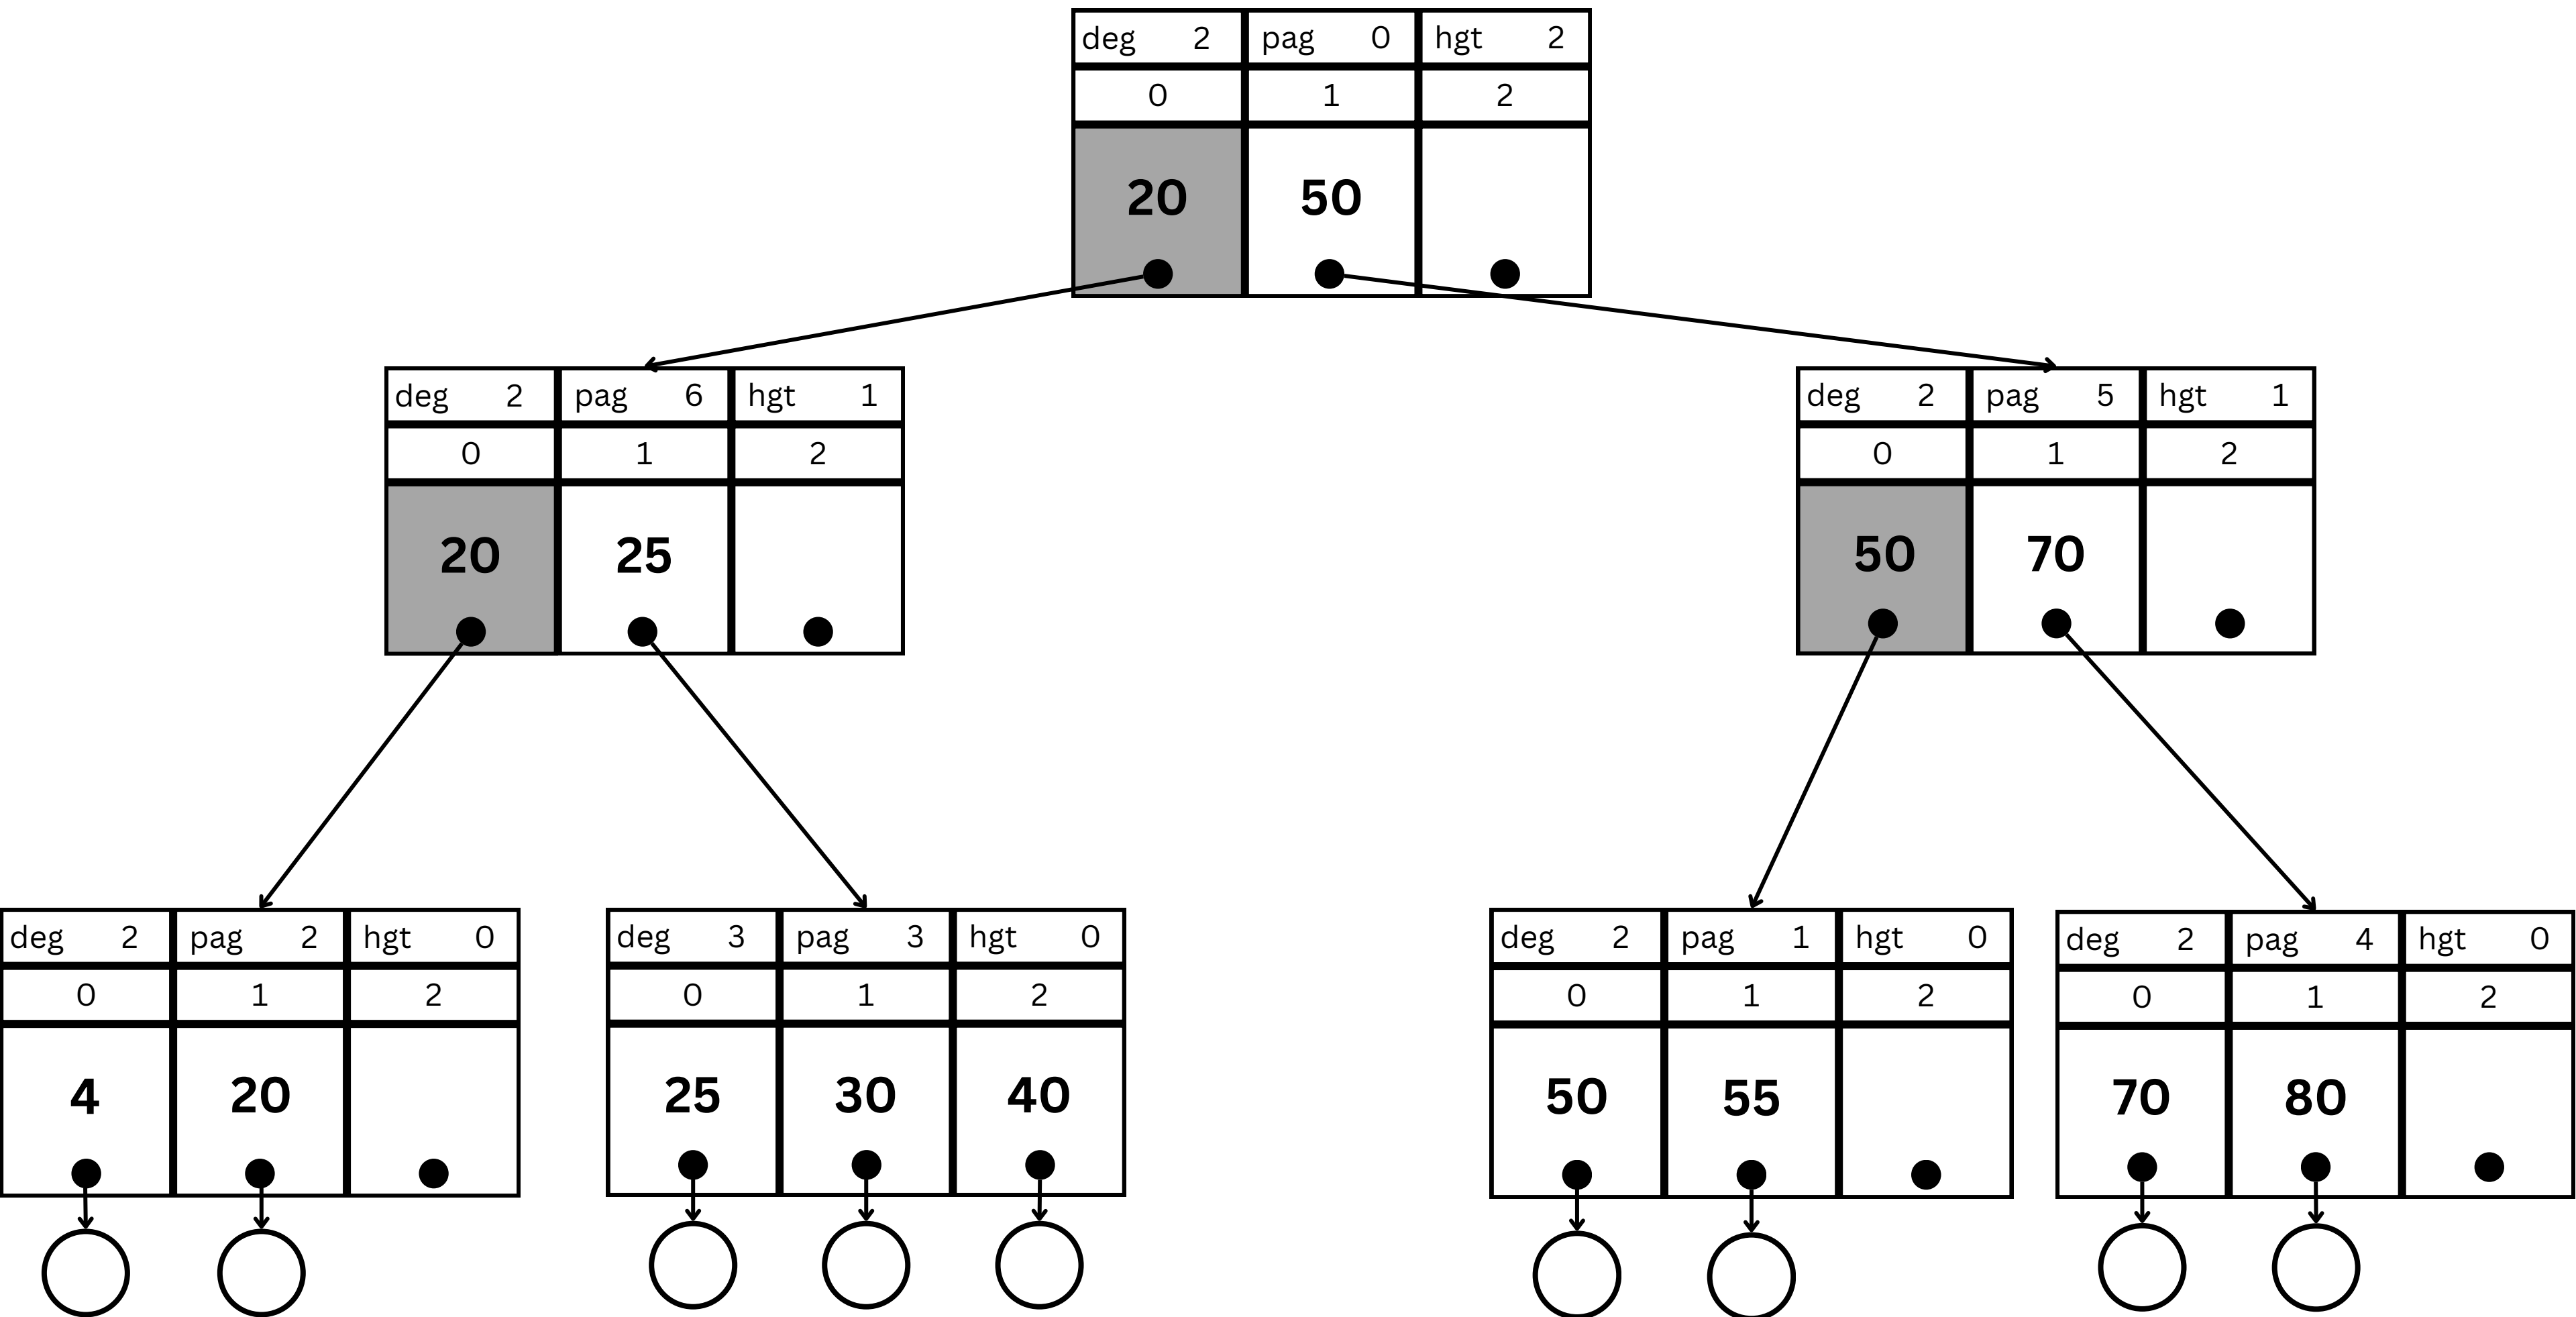 deg 2 pag 0 hgt 2
0 1 2
20 50
deg 2 pag 6 hgt 1
0 1 2
20 25
deg 2 pag 5 hgt 1
0 1 2
50 70
deg 2 pag 2 hgt 0
0 1 2
4 20
deg 3 pag 3 hgt 0
0 1 2
25 30 40
deg 2 pag 1 hgt 0
0 1 2
50 55
deg 2 pag 4 hgt 0
0 1 2
70 80